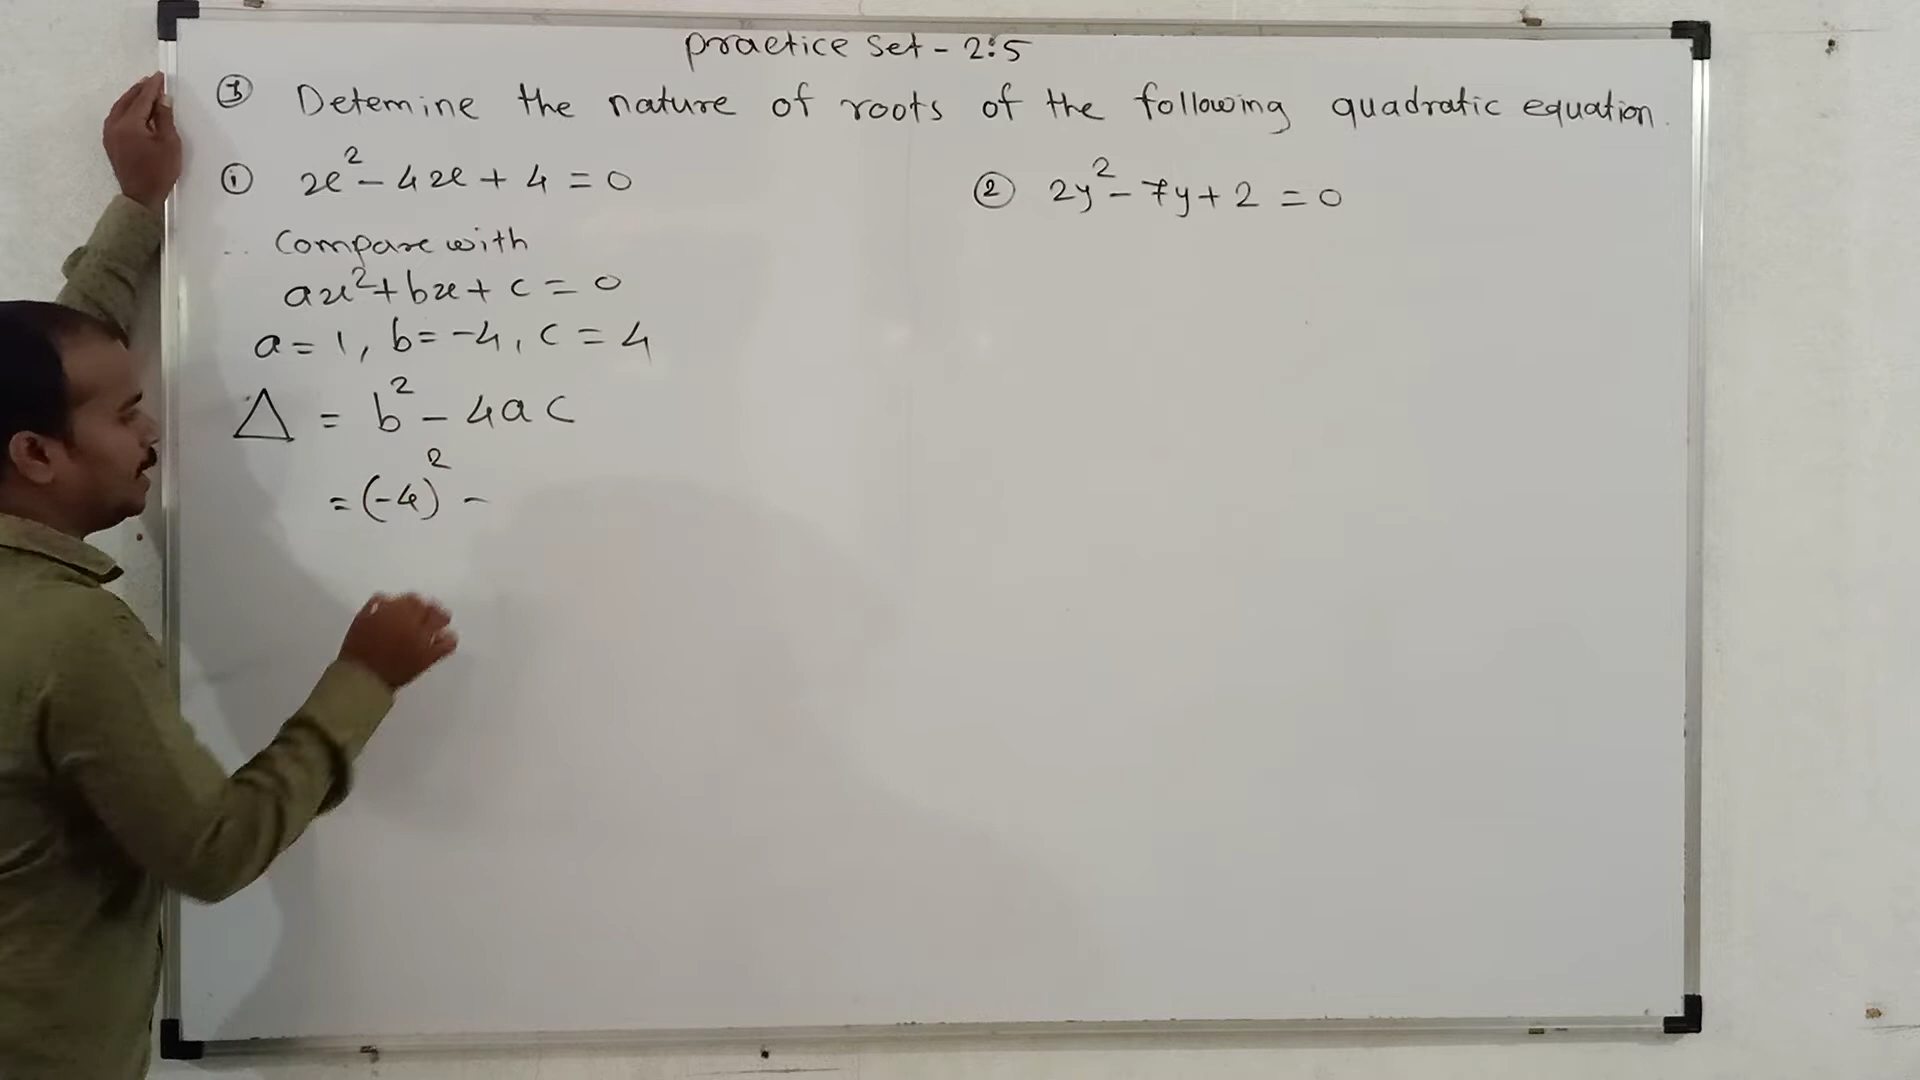 practice set - 2:5
③ Detemine the nature of roots of the following quadratic equation.
① x² - 4x + 4 = 0
② 2y² - 7y + 2 = 0
Compare with
ax² + bx + c = 0
a = 1, b = -4, c = 4
△ = b² - 4ac
= (-4)² -